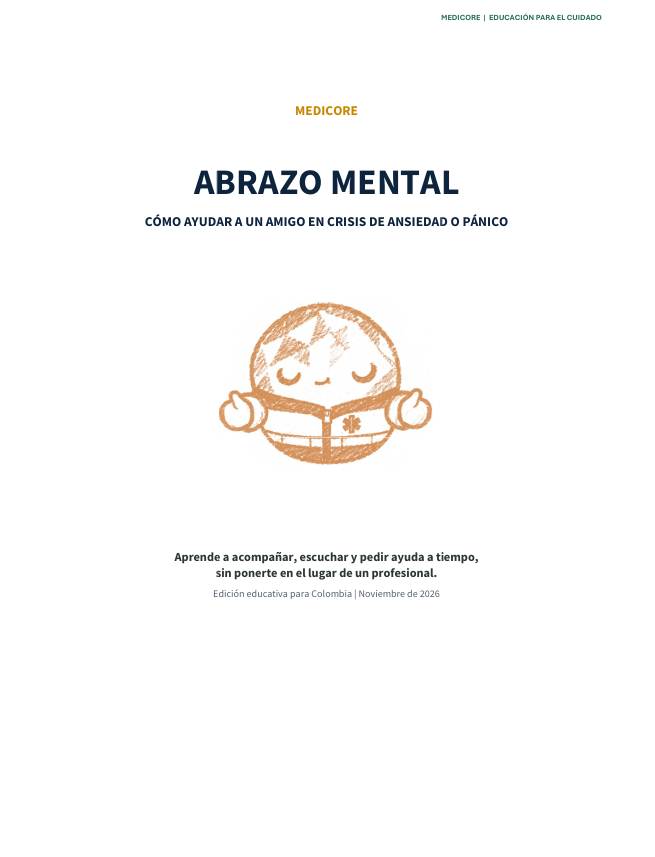 MEDICORE | EDUCACIÓN PARA EL CUIDADO
MEDICORE
ABRAZO MENTAL
CÓMO AYUDAR A UN AMIGO EN CRISIS DE ANSIEDAD O PÁNICO
Aprende a acompañar, escuchar y pedir ayuda a tiempo,
sin ponerte en el lugar de un profesional.
Edición educativa para Colombia | Noviembre de 2026